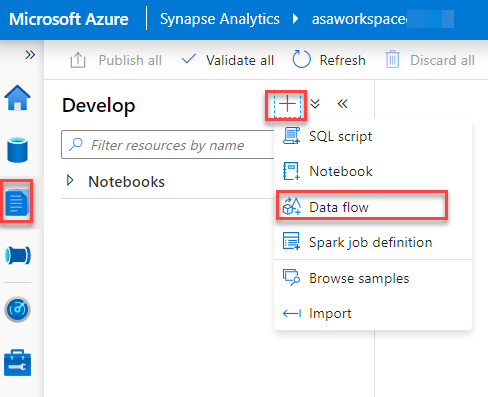 Microsoft Azure Synapse Analytics asaworkspace
Publish all Validate all Refresh Discard all
Develop
Filter resources by name
Notebooks
SQL script
Notebook
Data flow
Spark job definition
Browse samples
Import